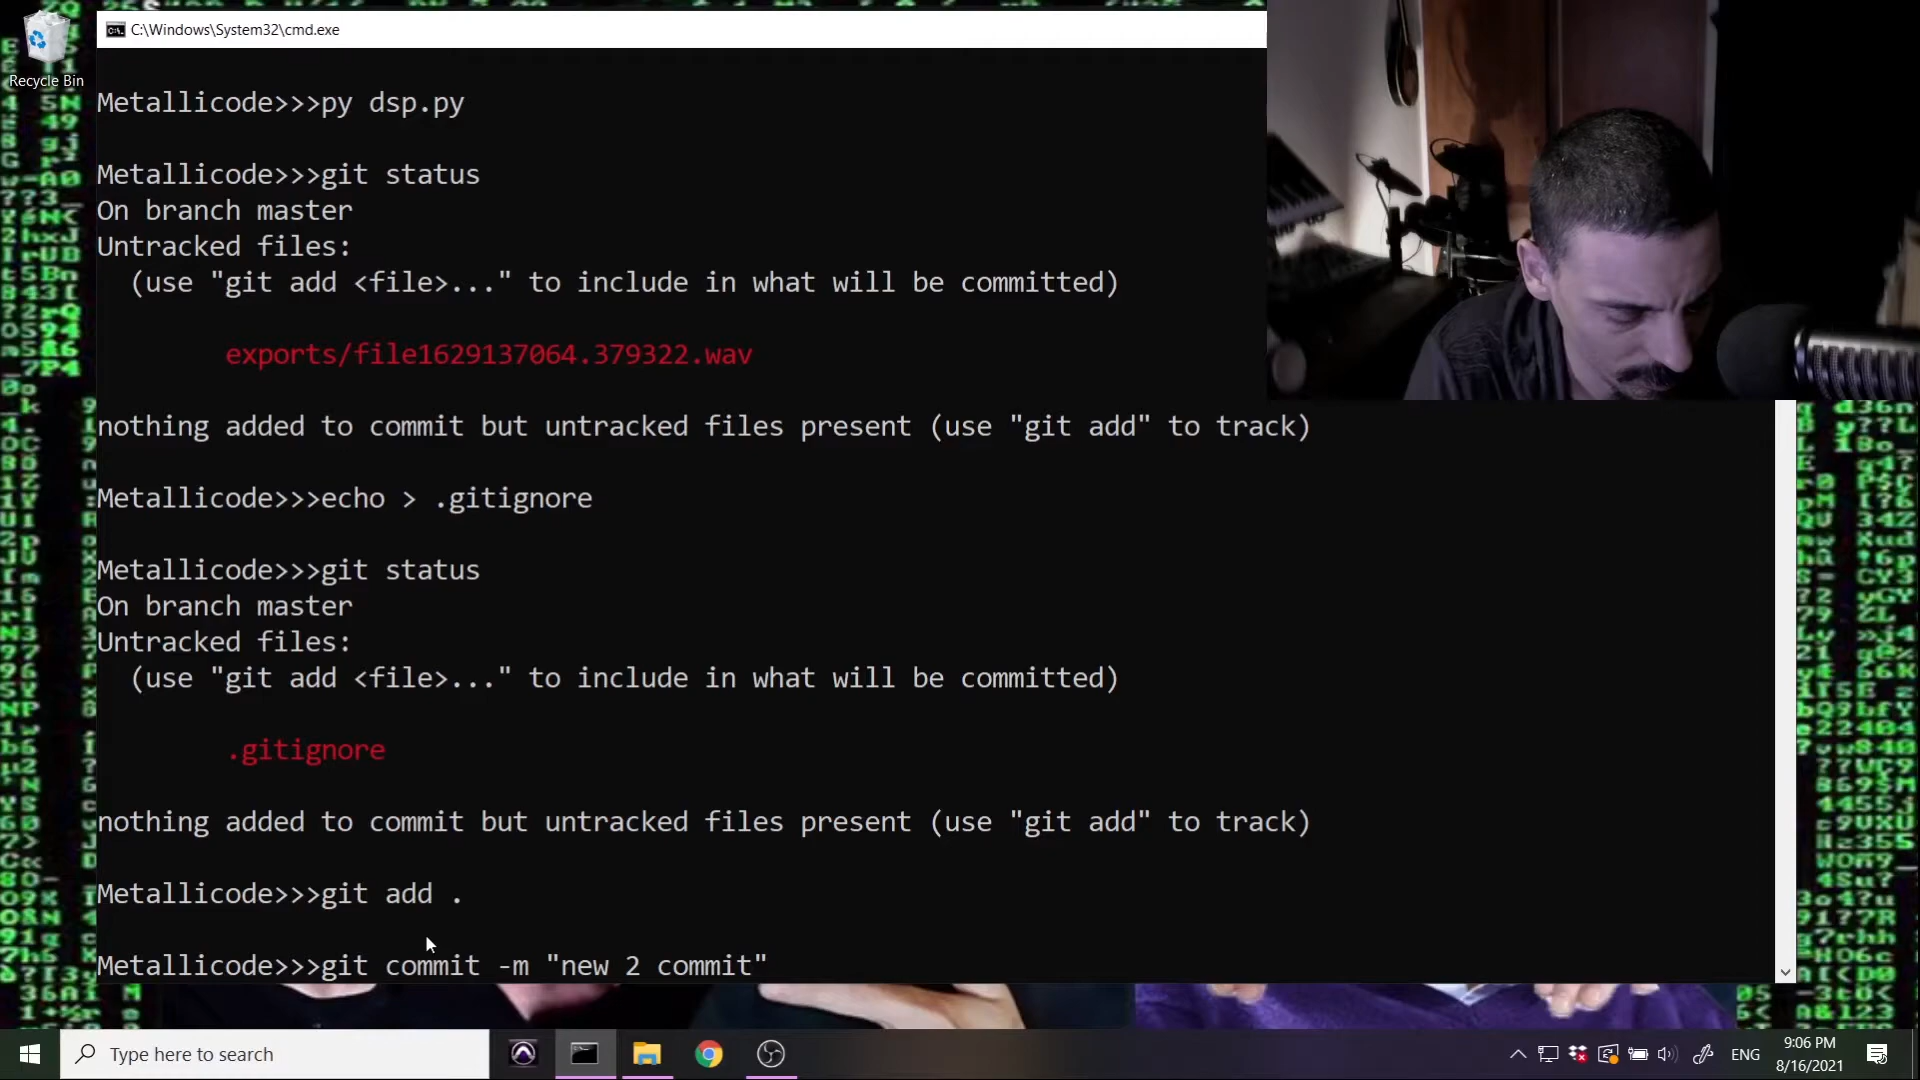 Recycle Bin
C:\Windows\System32\cmd.exe
Metallicode>>>py dsp.py
Metallicode>>>git status
On branch master
Untracked files:
(use "git add <file>..." to include in what will be committed)
exports/file1629137064.379322.wav
nothing added to commit but untracked files present (use "git add" to track)
Metallicode>>>echo > .gitignore
Metallicode>>>git status
On branch master
Untracked files:
(use "git add <file>..." to include in what will be committed)
.gitignore
nothing added to commit but untracked files present (use "git add" to track)
Metallicode>>>git add .
Metallicode>>>git commit -m "new 2 commit"
Type here to search
ENG
9:06 PM
8/16/2021